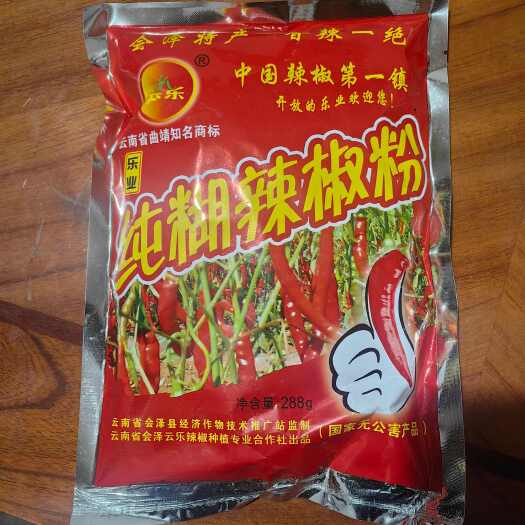 会泽特产 香辣一绝
云乐
®
中国辣椒第一镇
开放的乐业欢迎您!
云南省曲靖知名商标
乐业
纯糊辣椒粉
净含量:288g
云南省会泽县经济作物技术推广站监制
云南省会泽云乐辣椒种植专业合作社出品
(国家无公害产品)